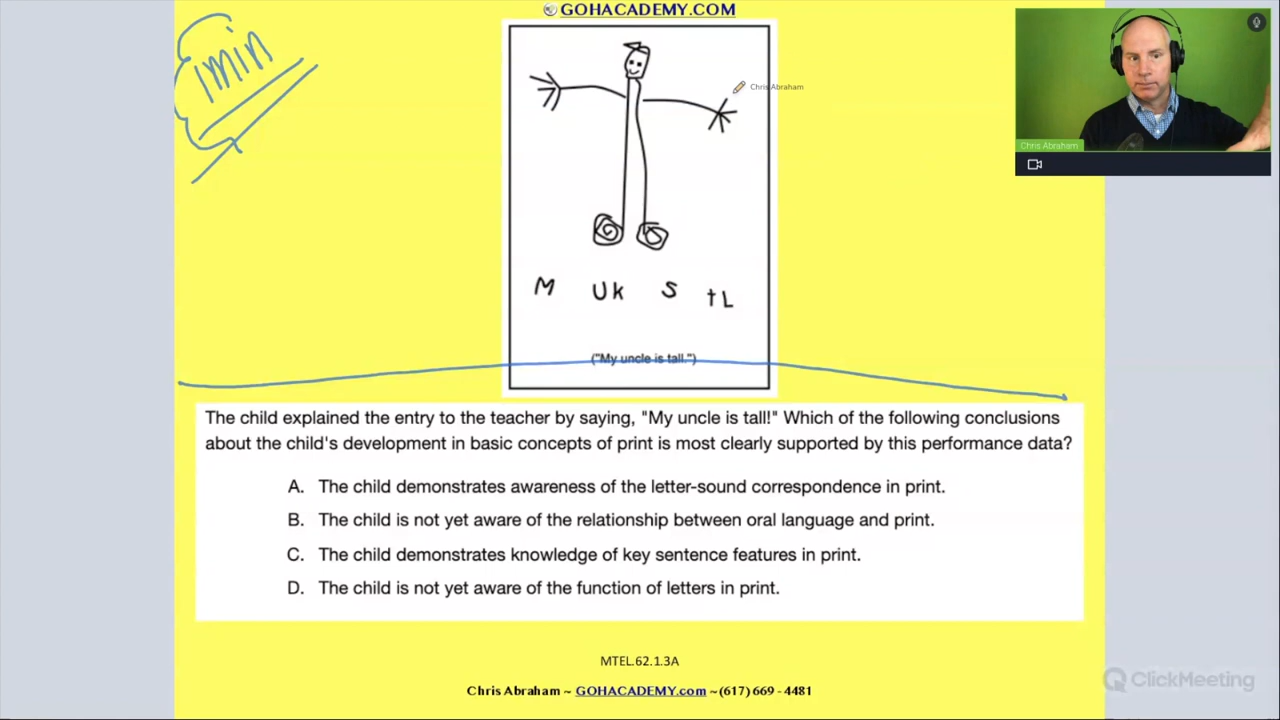 GOHACADEMY.COM
1min
Chris Abraham
Chris Abraham
M UK S tL
("My uncle is tall.")
The child explained the entry to the teacher by saying, "My uncle is tall!" Which of the following conclusions
about the child's development in basic concepts of print is most clearly supported by this performance data?
A. The child demonstrates awareness of the letter-sound correspondence in print.
B. The child is not yet aware of the relationship between oral language and print.
C. The child demonstrates knowledge of key sentence features in print.
D. The child is not yet aware of the function of letters in print.
MTEL.62.1.3A
Chris Abraham ~ GOHACADEMY.com ~(617) 669 - 4481
ClickMeeting